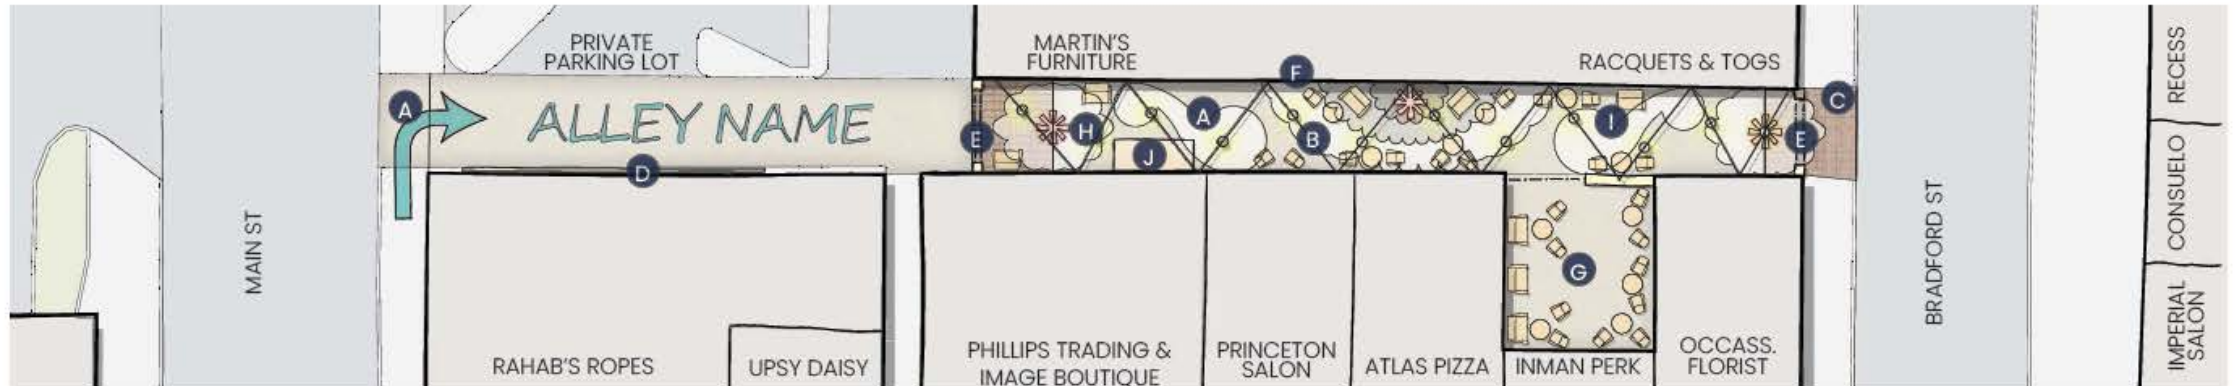 PRIVATE
PARKING LOT
MARTIN'S
FURNITURE
RACQUETS & TOGS
F
A
ALLEY NAME
E
H
A
B
I
E
C
J
D
G
MAIN ST
BRADFORD ST
RECESS
CONSUELO
IMPERIAL
SALON
RAHAB'S ROPES
UPSY DAISY
PHILLIPS TRADING &
IMAGE BOUTIQUE
PRINCETON
SALON
ATLAS PIZZA
INMAN PERK
OCCASS.
FLORIST